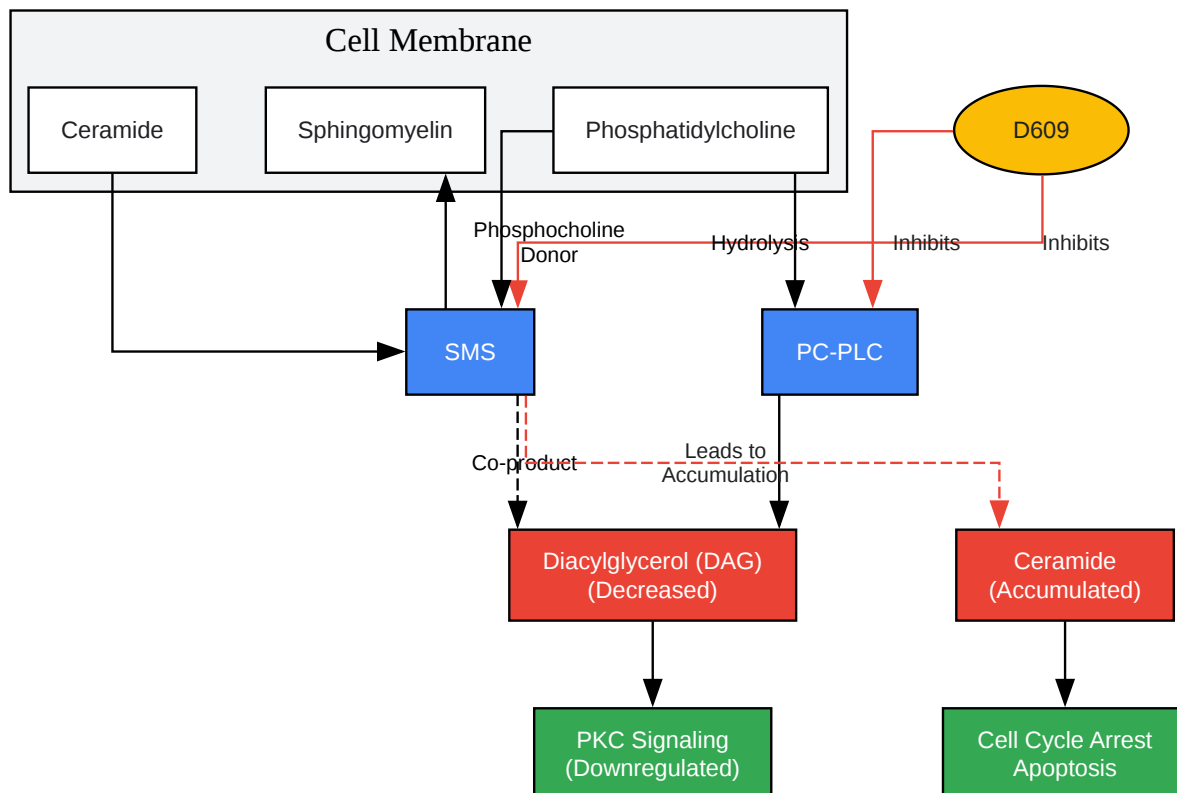 Cell Membrane
Ceramide
Sphingomyelin
Phosphatidylcholine
D609
Phosphocholine
Donor
Hydrolysis
Inhibits
Inhibits
SMS
PC-PLC
Co-product
Leads to
Accumulation
Diacylglycerol (DAG)
(Decreased)
Ceramide
(Accumulated)
PKC Signaling
(Downregulated)
Cell Cycle Arrest
Apoptosis